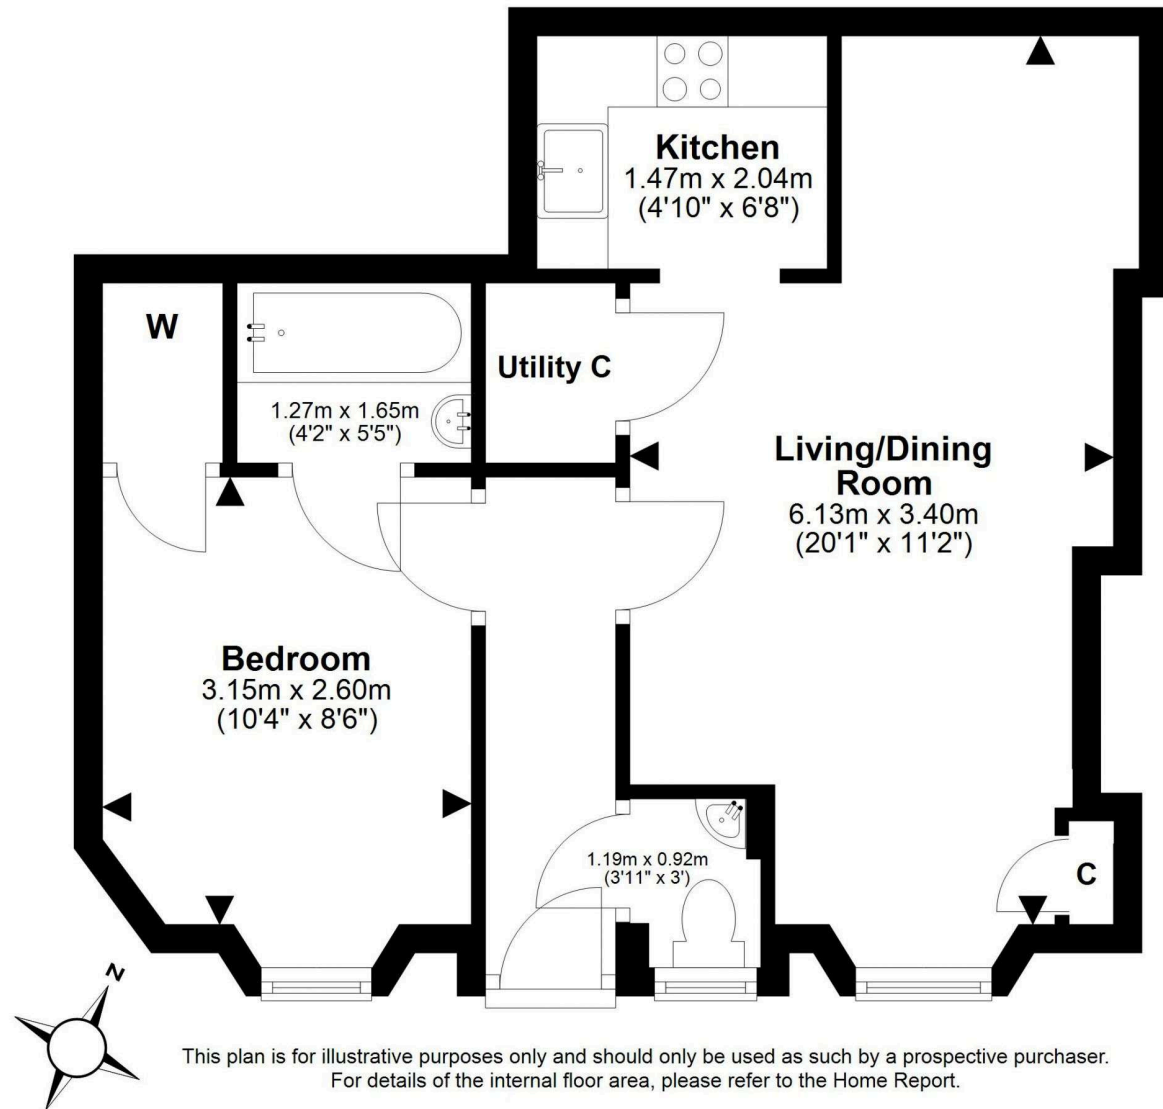 Kitchen
1.47m x 2.04m
(4'10" x 6'8")
W
Utility C
1.27m x 1.65m
(4'2" x 5'5")
Living/Dining
Room
6.13m x 3.40m
(20'1" x 11'2")
Bedroom
3.15m x 2.60m
(10'4" x 8'6")
1.19m x 0.92m
(3'11" x 3')
C
N
This plan is for illustrative purposes only and should only be used as such by a prospective purchaser.
For details of the internal floor area, please refer to the Home Report.